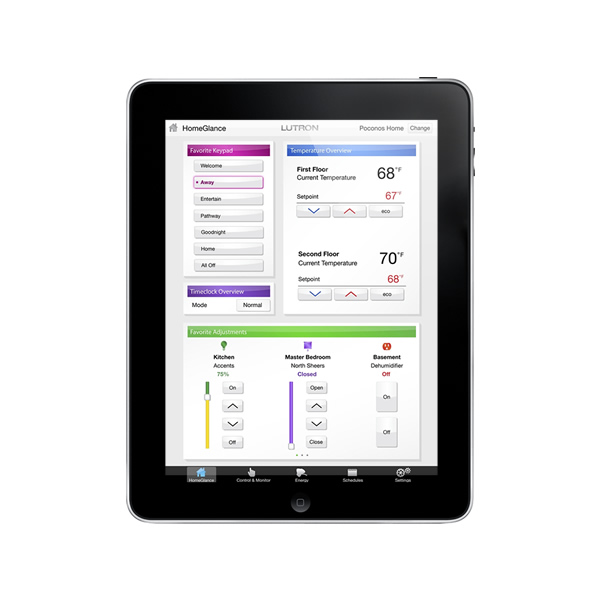 HomeGlance
LUTRON
Poconos Home
Change
Favorite Keypad
Welcome
Away
Entertain
Pathway
Goodnight
Home
All Off
Timeclock Overview
Mode
Normal
Temperature Overview
First Floor
Current Temperature
68°F
Setpoint
67°F
eco
Second Floor
Current Temperature
70°F
Setpoint
68°F
eco
Favorite Adjustments
Kitchen
Accents
75%
On
Off
Master Bedroom
North Sheers
Closed
Open
Close
Basement
Dehumidifier
Off
On
Off
HomeGlance
Control & Monitor
Energy
Schedules
Settings